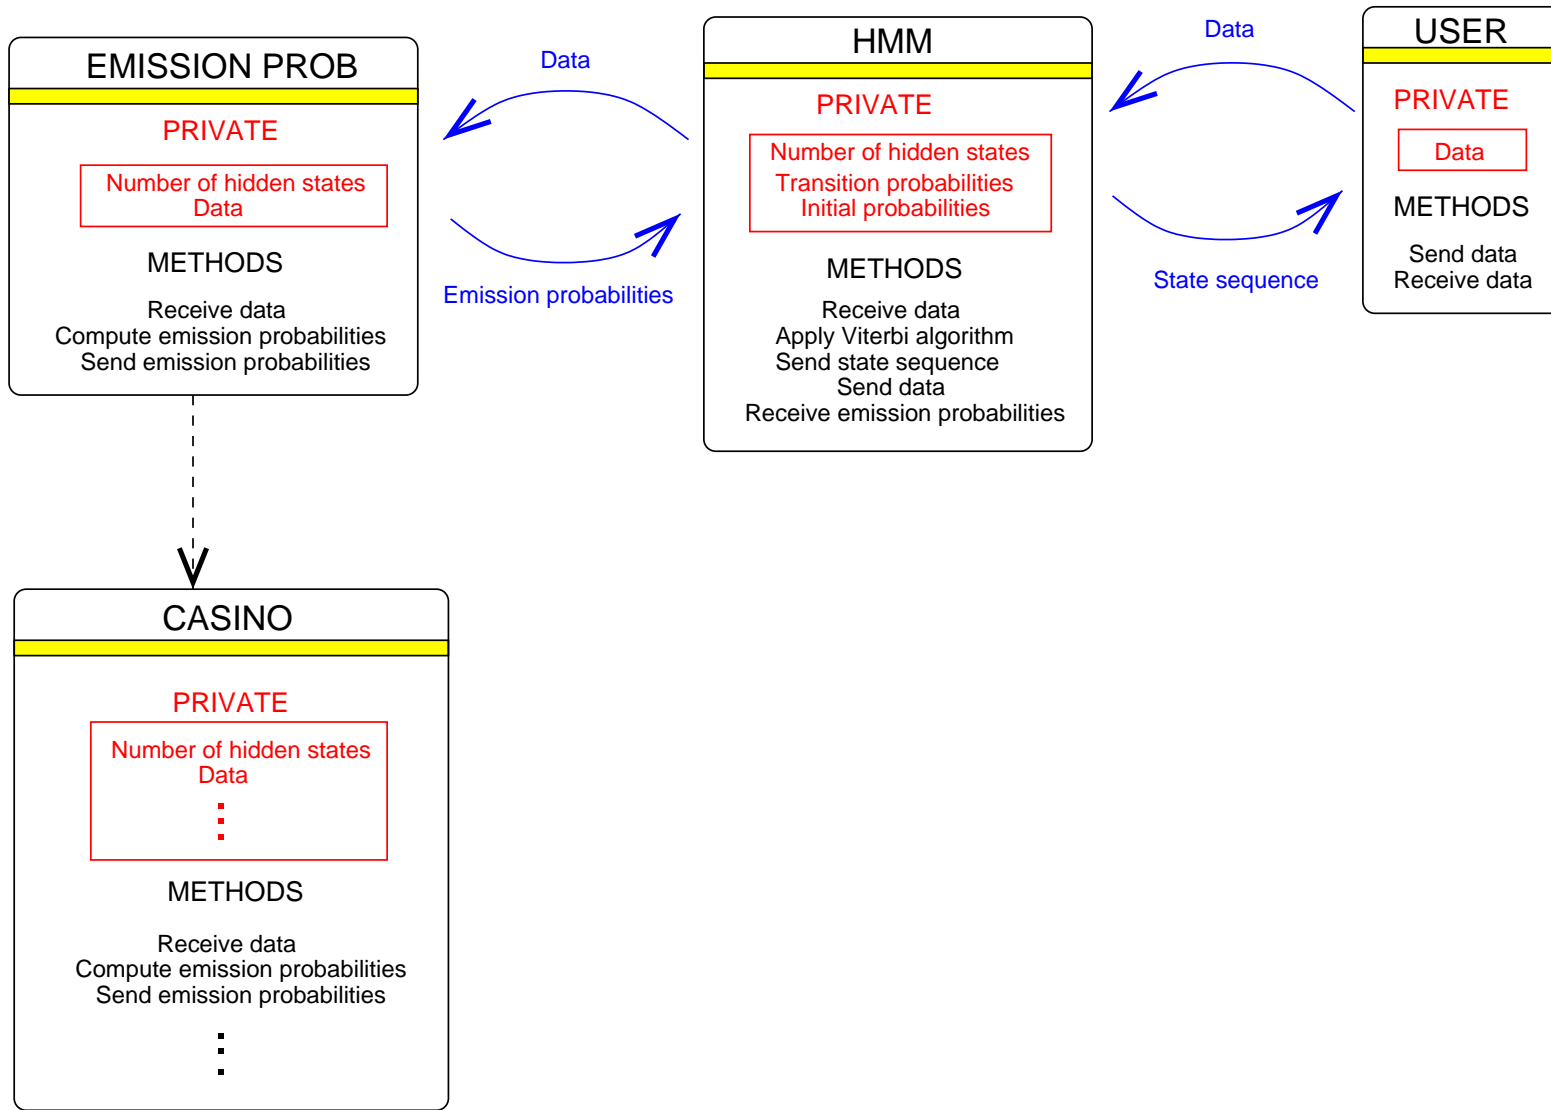 EMISSION PROB
PRIVATE
Number of hidden states
Data
METHODS
Receive data
Compute emission probabilities
Send emission probabilities
Data
Emission probabilities
HMM
PRIVATE
Number of hidden states
Transition probabilities
Initial probabilities
METHODS
Receive data
Apply Viterbi algorithm
Send state sequence
Send data
Receive emission probabilities
Data
State sequence
USER
PRIVATE
Data
METHODS
Send data
Receive data
CASINO
PRIVATE
Number of hidden states
Data
METHODS
Receive data
Compute emission probabilities
Send emission probabilities